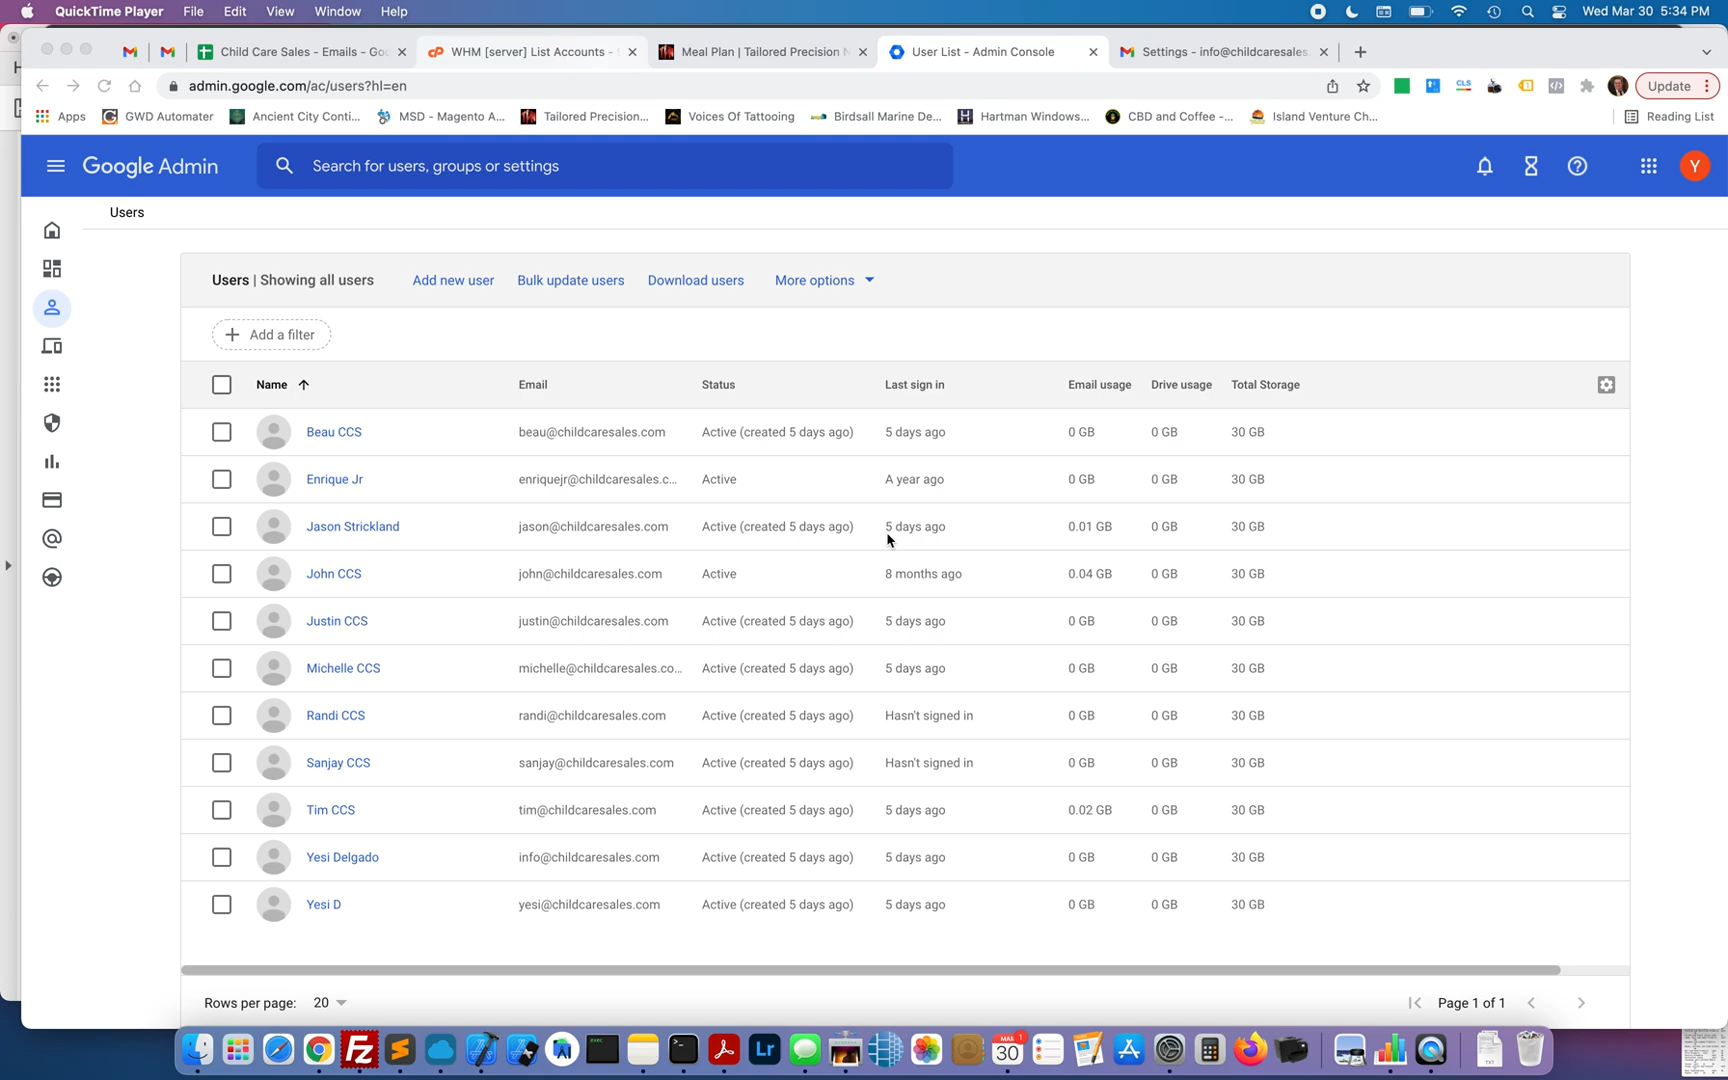 QuickTime Player File Edit View Window Help Wed Mar 30 5:34 PM
Child Care Sales - Emails - Goo WHM [server] List Accounts - Meal Plan | Tailored Precision N User List - Admin Console Settings - info@childcaresales.
admin.google.com/ac/users?hl=en Update
Apps GWD Automater Ancient City Conti... MSD - Magento A... Tailored Precision... Voices Of Tattooing Birdsall Marine De... Hartman Windows... CBD and Coffee -... Island Venture Ch... Reading List
Google Admin Search for users, groups or settings Y
Users
Users | Showing all users Add new user Bulk update users Download users More options
Add a filter
Name Email Status Last sign in Email usage Drive usage Total Storage
Beau CCS beau@childcaresales.com Active (created 5 days ago) 5 days ago 0 GB 0 GB 30 GB
Enrique Jr enriquejr@childcaresales.c... Active A year ago 0 GB 0 GB 30 GB
Jason Strickland jason@childcaresales.com Active (created 5 days ago) 5 days ago 0.01 GB 0 GB 30 GB
John CCS john@childcaresales.com Active 8 months ago 0.04 GB 0 GB 30 GB
Justin CCS justin@childcaresales.com Active (created 5 days ago) 5 days ago 0 GB 0 GB 30 GB
Michelle CCS michelle@childcaresales.co... Active (created 5 days ago) 5 days ago 0 GB 0 GB 30 GB
Randi CCS randi@childcaresales.com Active (created 5 days ago) Hasn't signed in 0 GB 0 GB 30 GB
Sanjay CCS sanjay@childcaresales.com Active (created 5 days ago) Hasn't signed in 0 GB 0 GB 30 GB
Tim CCS tim@childcaresales.com Active (created 5 days ago) 5 days ago 0.02 GB 0 GB 30 GB
Yesi Delgado info@childcaresales.com Active (created 5 days ago) 5 days ago 0 GB 0 GB 30 GB
Yesi D yesi@childcaresales.com Active (created 5 days ago) 5 days ago 0 GB 0 GB 30 GB
Rows per page: 20 Page 1 of 1
Lr MAR 30 1